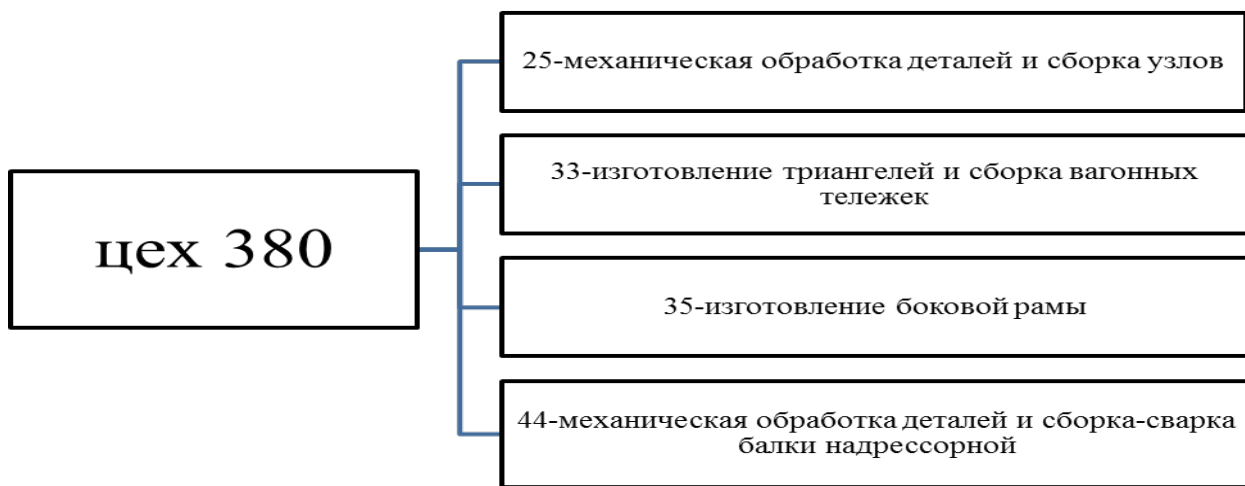 25-механическая обработка деталей и сборка узлов
33-изготовление триангелей и сборка вагонных
тележек
цех 380
35-изготовление боковой рамы
44-механическая обработка деталей и сборка-сварка
балки надрессорной